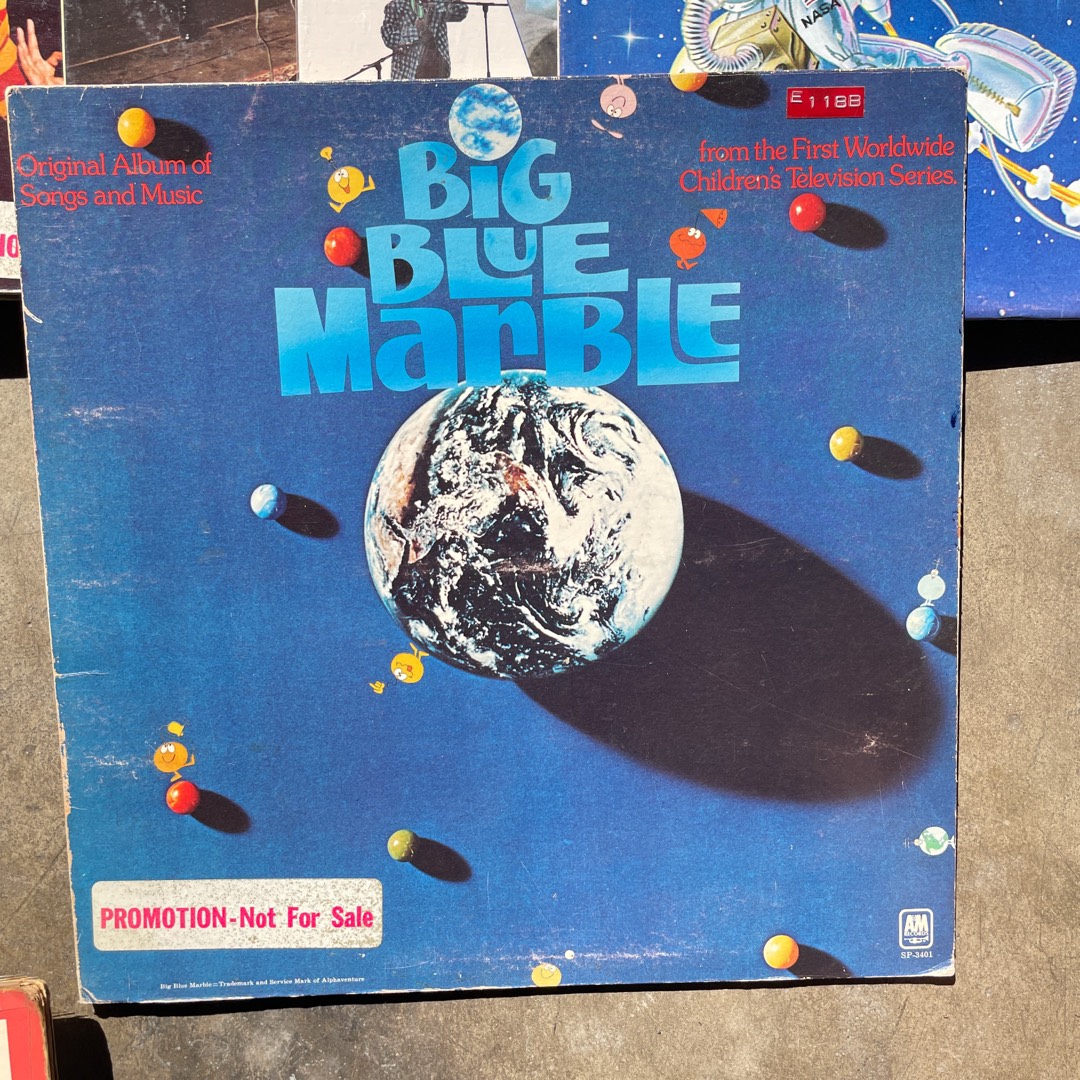 NASA
E 118B
Original Album of
Songs and Music
BIG
BLUE
MarBLE
from the First Worldwide
Children's Television Series.
PROMOTION-Not For Sale
A&M
RECORDS
SP-3401
Big Blue Marble=Trademark and Service Mark of Alphaventure